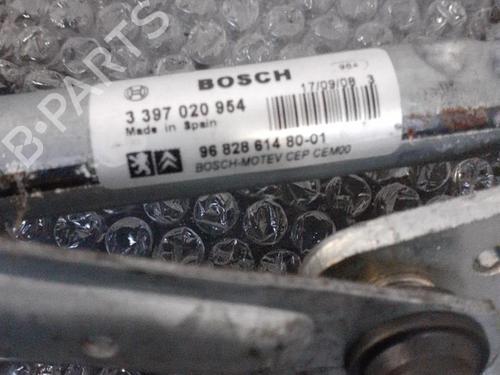 BOSCH
17/09/08 3
964
3 397 020 954
Made in Spain
96 828 614 80-01
BOSCH-MOTEV CEP CEM00
B-PARTS